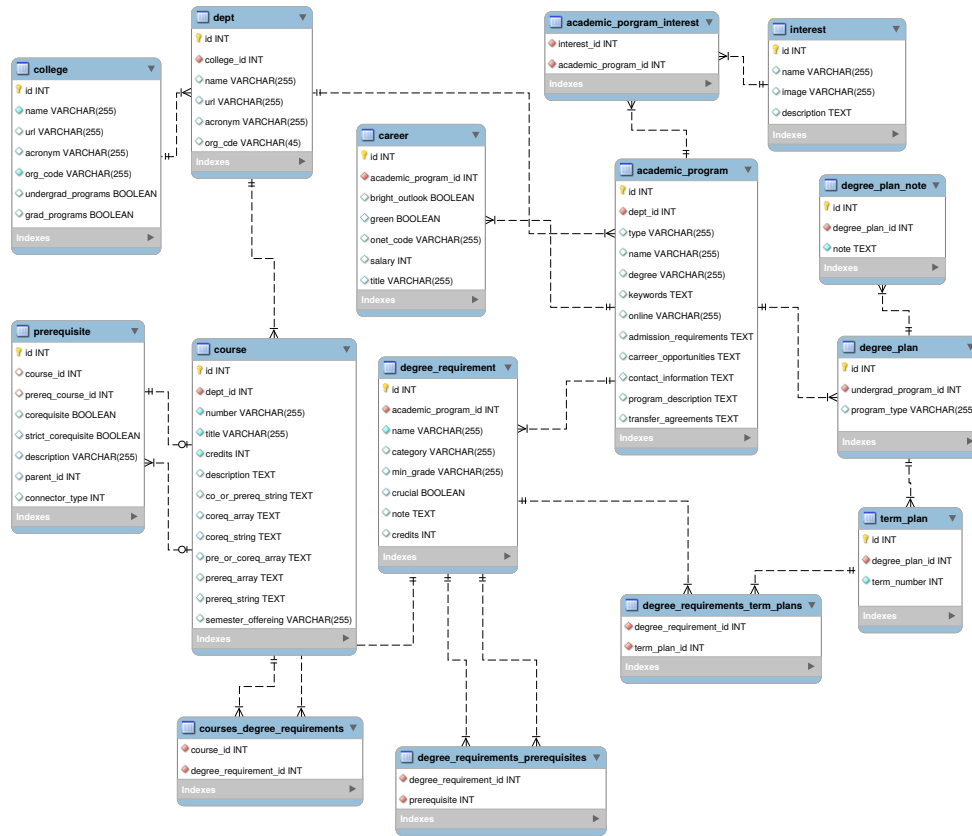 dept
id INT
college_id INT
name VARCHAR(255)
url VARCHAR(255)
acronym VARCHAR(255)
org_cde VARCHAR(45)
Indexes
academic_porgram_interest
interest_id INT
academic_program_id INT
Indexes
interest
id INT
name VARCHAR(255)
image VARCHAR(255)
description TEXT
Indexes
college
id INT
name VARCHAR(255)
url VARCHAR(255)
acronym VARCHAR(255)
org_code VARCHAR(255)
undergrad_programs BOOLEAN
grad_programs BOOLEAN
Indexes
career
id INT
academic_program_id INT
bright_outlook BOOLEAN
green BOOLEAN
onet_code VARCHAR(255)
salary INT
title VARCHAR(255)
Indexes
academic_program
id INT
dept_id INT
type VARCHAR(255)
name VARCHAR(255)
degree VARCHAR(255)
keywords TEXT
online VARCHAR(255)
admission_requirements TEXT
carreer_opportunities TEXT
contact_information TEXT
program_description TEXT
transfer_agreements TEXT
Indexes
degree_plan_note
id INT
degree_plan_id INT
note TEXT
Indexes
prerequisite
id INT
course_id INT
prereq_course_id INT
corequisite BOOLEAN
strict_corequisite BOOLEAN
description VARCHAR(255)
parent_id INT
connector_type INT
Indexes
course
id INT
dept_id INT
number VARCHAR(255)
title VARCHAR(255)
credits INT
description TEXT
co_or_prereq_string TEXT
coreq_array TEXT
coreq_string TEXT
pre_or_coreq_array TEXT
prereq_array TEXT
prereq_string TEXT
semester_offereing VARCHAR(255)
Indexes
degree_requirement
id INT
academic_program_id INT
name VARCHAR(255)
category VARCHAR(255)
min_grade VARCHAR(255)
crucial BOOLEAN
note TEXT
credits INT
Indexes
degree_plan
id INT
undergrad_program_id INT
program_type VARCHAR(255
Indexes
term_plan
id INT
degree_plan_id INT
term_number INT
Indexes
degree_requirements_term_plans
degree_requirement_id INT
term_plan_id INT
Indexes
courses_degree_requirements
course_id INT
degree_requirement_id INT
Indexes
degree_requirements_prerequisites
degree_requirement_id INT
prerequisite INT
Indexes